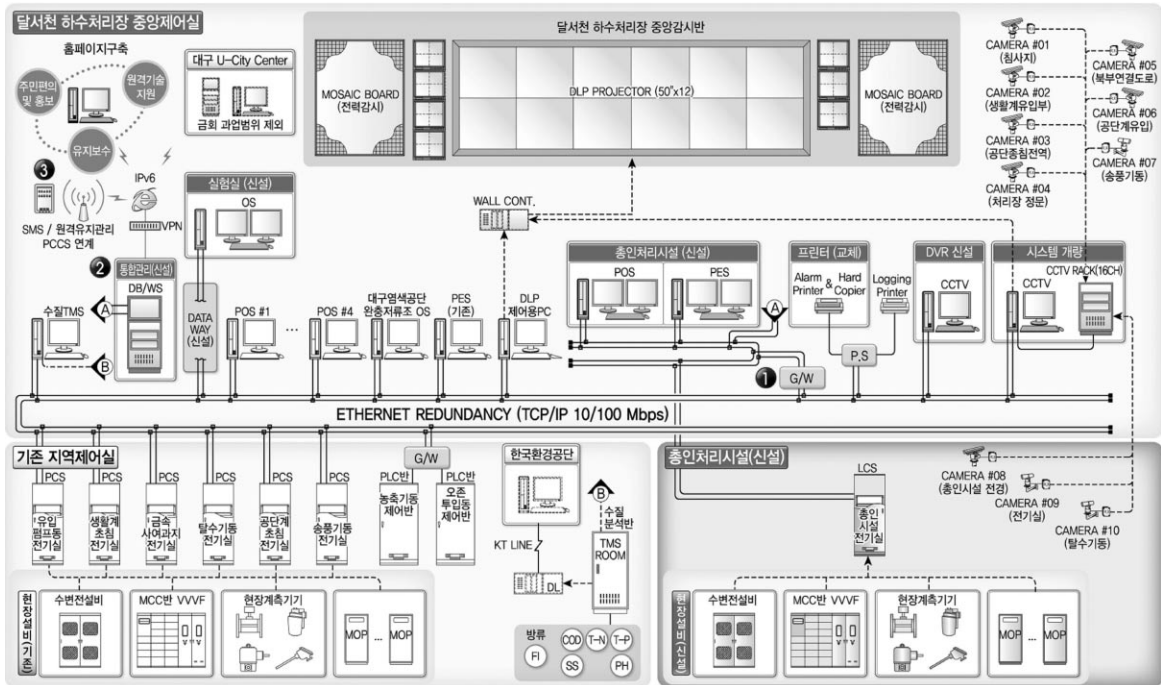 달서천 하수처리장 중앙제어실
홈페이지구축
주민편의
및 홍보
원격기술
지원
유지보수
대구 U-City Center
금회 과업범위 제외
달서천 하수처리장 중앙감시반
MOSAIC BOARD
(전력감시)
DLP PROJECTOR (50"x12)
MOSAIC BOARD
(전력감시)
CAMERA #01
(침사지)
CAMERA #02
(생활계유입부)
CAMERA #03
(공단종침전역)
CAMERA #04
(처리장 정문)
CAMERA #05
(북부연결도로)
CAMERA #06
(공단계유입)
CAMERA #07
(송풍기동)
3
SMS / 원격유지관리
PCCS 연계
IPv6
VPN
실험실 (신설)
OS
WALL CONT.
2
통합관리(신설)
DB/WS
수질TMS
A
B
DATA
WAY
(신설)
POS #1
...
POS #4
대구염색공단
완충저류조 OS
PES
(기존)
DLP
제어용PC
총인처리시설 (신설)
POS
PES
A
프린터 (교체)
Alarm & Hard
Printer Copier
Logging
Printer
P.S
DVR 신설
CCTV
시스템 개량
CCTV RACK(16CH)
CCTV
1
G/W
ETHERNET REDUNDANCY (TCP/IP 10/100 Mbps)
기존 지역제어실
PCS
유입
펌프동
전기실
PCS
생활계
초침
전기실
PCS
금속
사여과지
전기실
PCS
탈수기동
전기실
PCS
공단계
초침
전기실
PCS
송풍기동
전기실
G/W
PLC반
농축기동
제어반
PLC반
오존
투입동
제어반
한국환경공단
KT LINE
DL
B
수질
분석반
TMS
ROOM
방류
FI
COD
T-N
T-P
SS
PH
현장설비(기존)
수변전설비
MCC반 VVVF
현장계측기기
MOP
...
MOP
총인처리시설(신설)
LCS
총인
시설
전기실
CAMERA #08
(총인시설 전경)
CAMERA #09
(전기실)
CAMERA #10
(탈수기동)
현장설비(신설)
수변전설비
MCC반 VVVF
현장계측기기
MOP
...
MOP